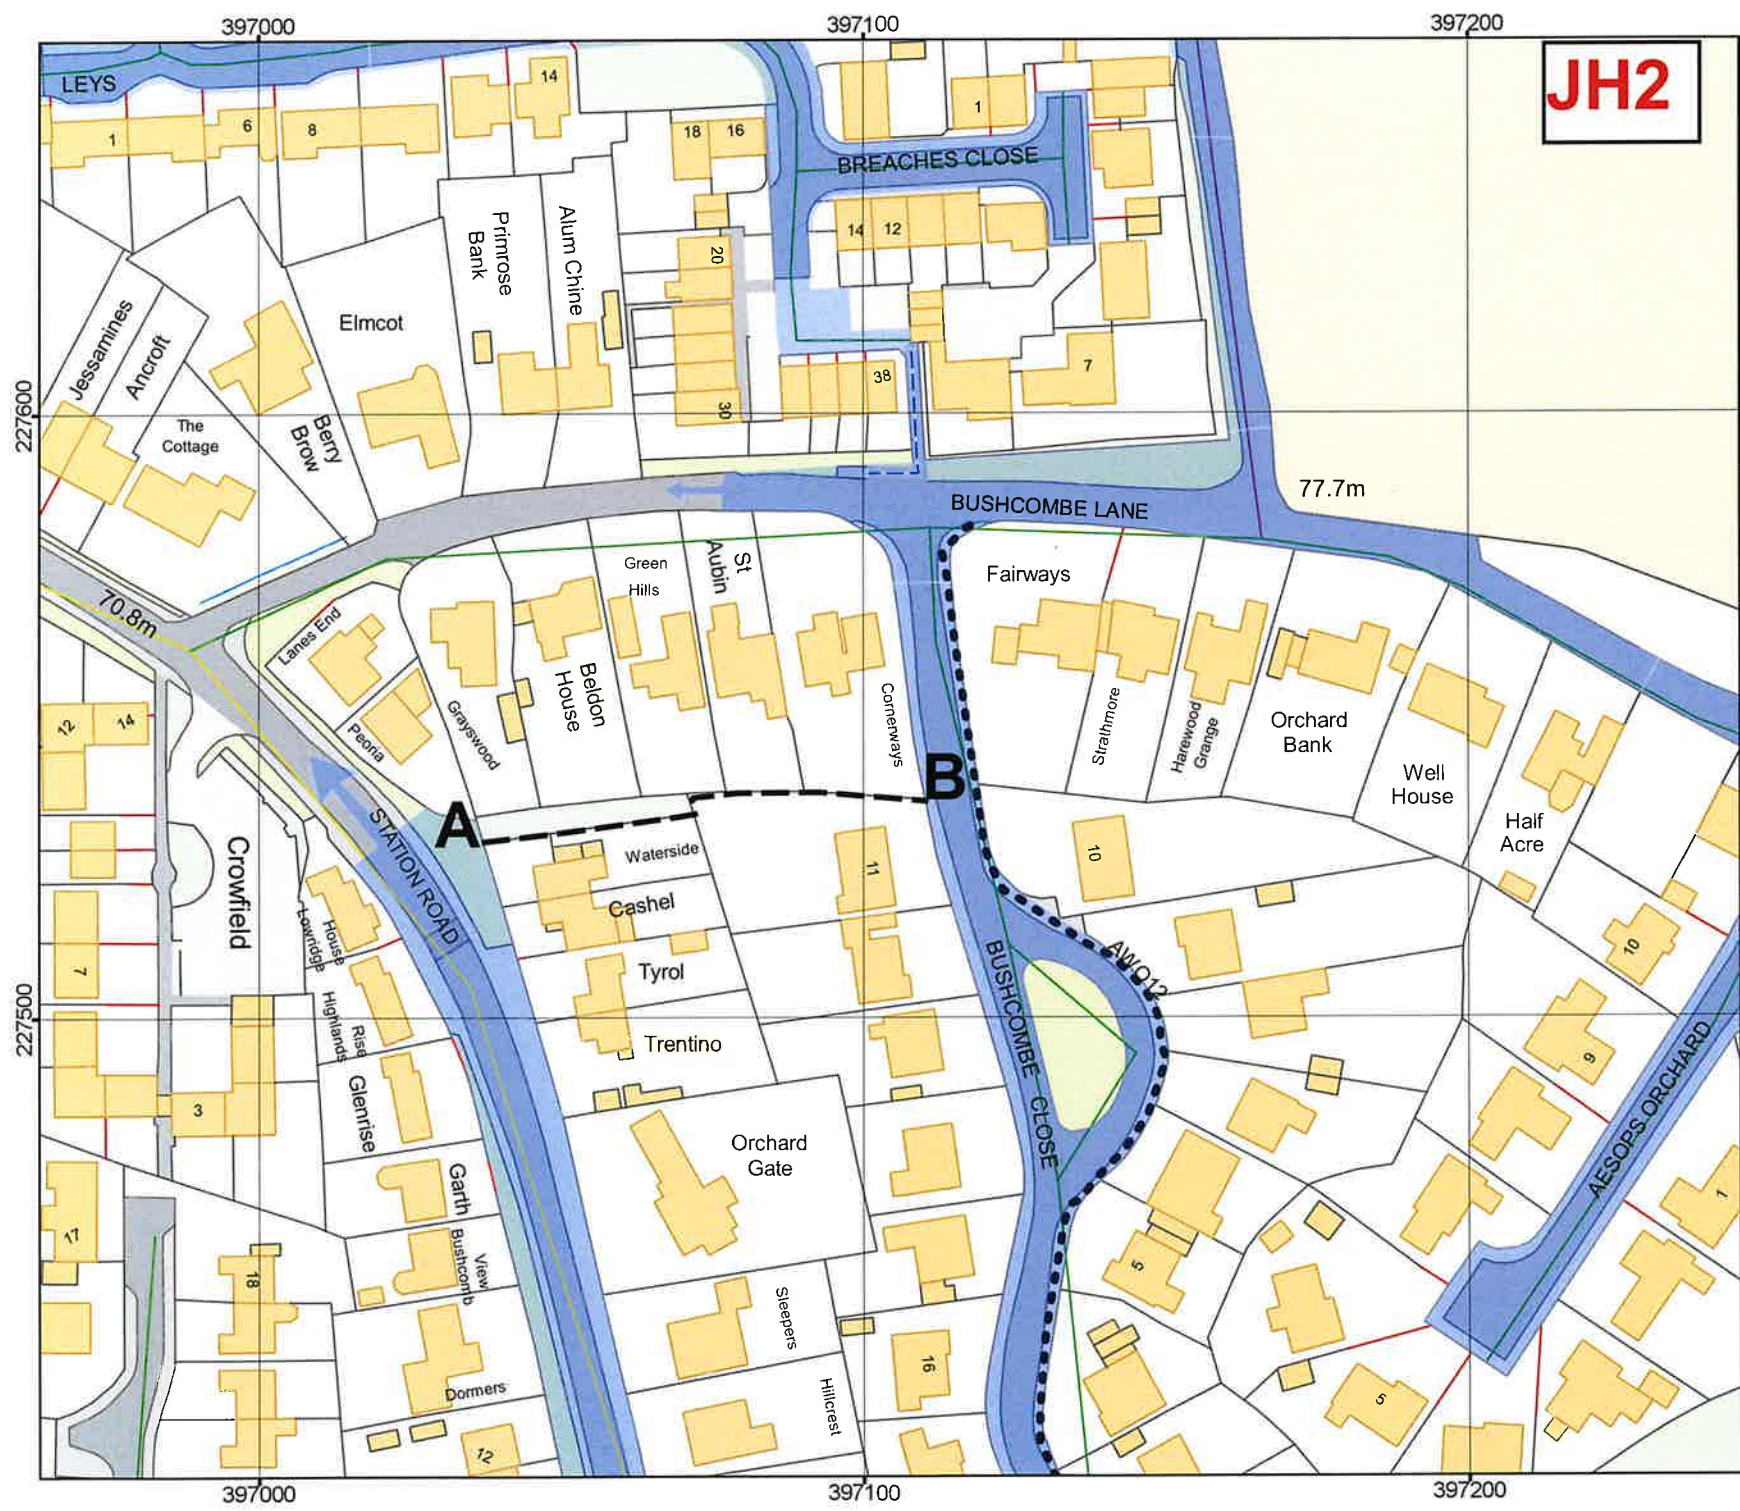 397000
397100
397200
JH2
LEYS
1
6
8
14
18
16
1
BREACHES CLOSE
14
12
20
Primrose
Bank
Alum Chine
Elmcot
Jessamines
Ancroft
The
Cottage
Berry
Brow
30
38
7
227600
BUSHCOMBE LANE
77.7m
70.8m
Lanes End
Peoria
Grayswood
Beldon
House
Green
Hills
St
Aubin
Cornerways
Fairways
Strathmore
Harewood
Grange
Orchard
Bank
Well
House
Half
Acre
12
14
A
B
STATION ROAD
Crowfield
Waterside
Cashel
Tyrol
Trentino
11
10
10
AWO12
BUSHCOMBE CLOSE
House
Lowridge
Rise
Highlands
Glenrise
7
227500
3
9
AESOPS ORCHARD
Orchard
Gate
Garth
View
Bushcomb
17
18
5
1
Sleepers
Hillcrest
Dormers
16
12
5
397000
397100
397200